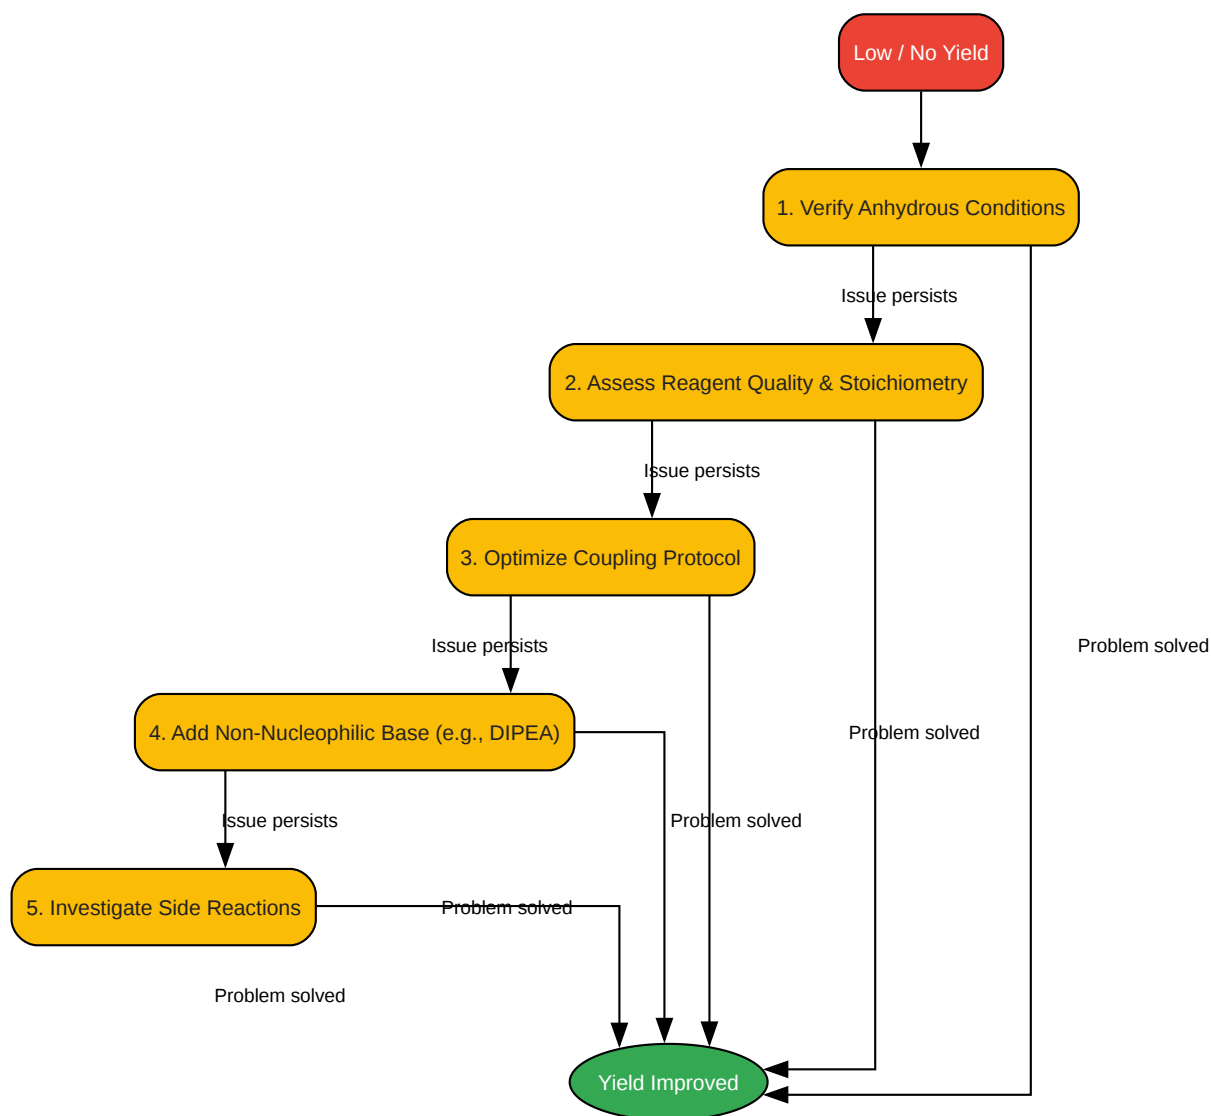 Low / No Yield
1. Verify Anhydrous Conditions
Issue persists
2. Assess Reagent Quality & Stoichiometry
Issue persists
3. Optimize Coupling Protocol
Issue persists
Problem solved
4. Add Non-Nucleophilic Base (e.g., DIPEA)
Problem solved
Issue persists
Problem solved
5. Investigate Side Reactions
Problem solved
Problem solved
Yield Improved